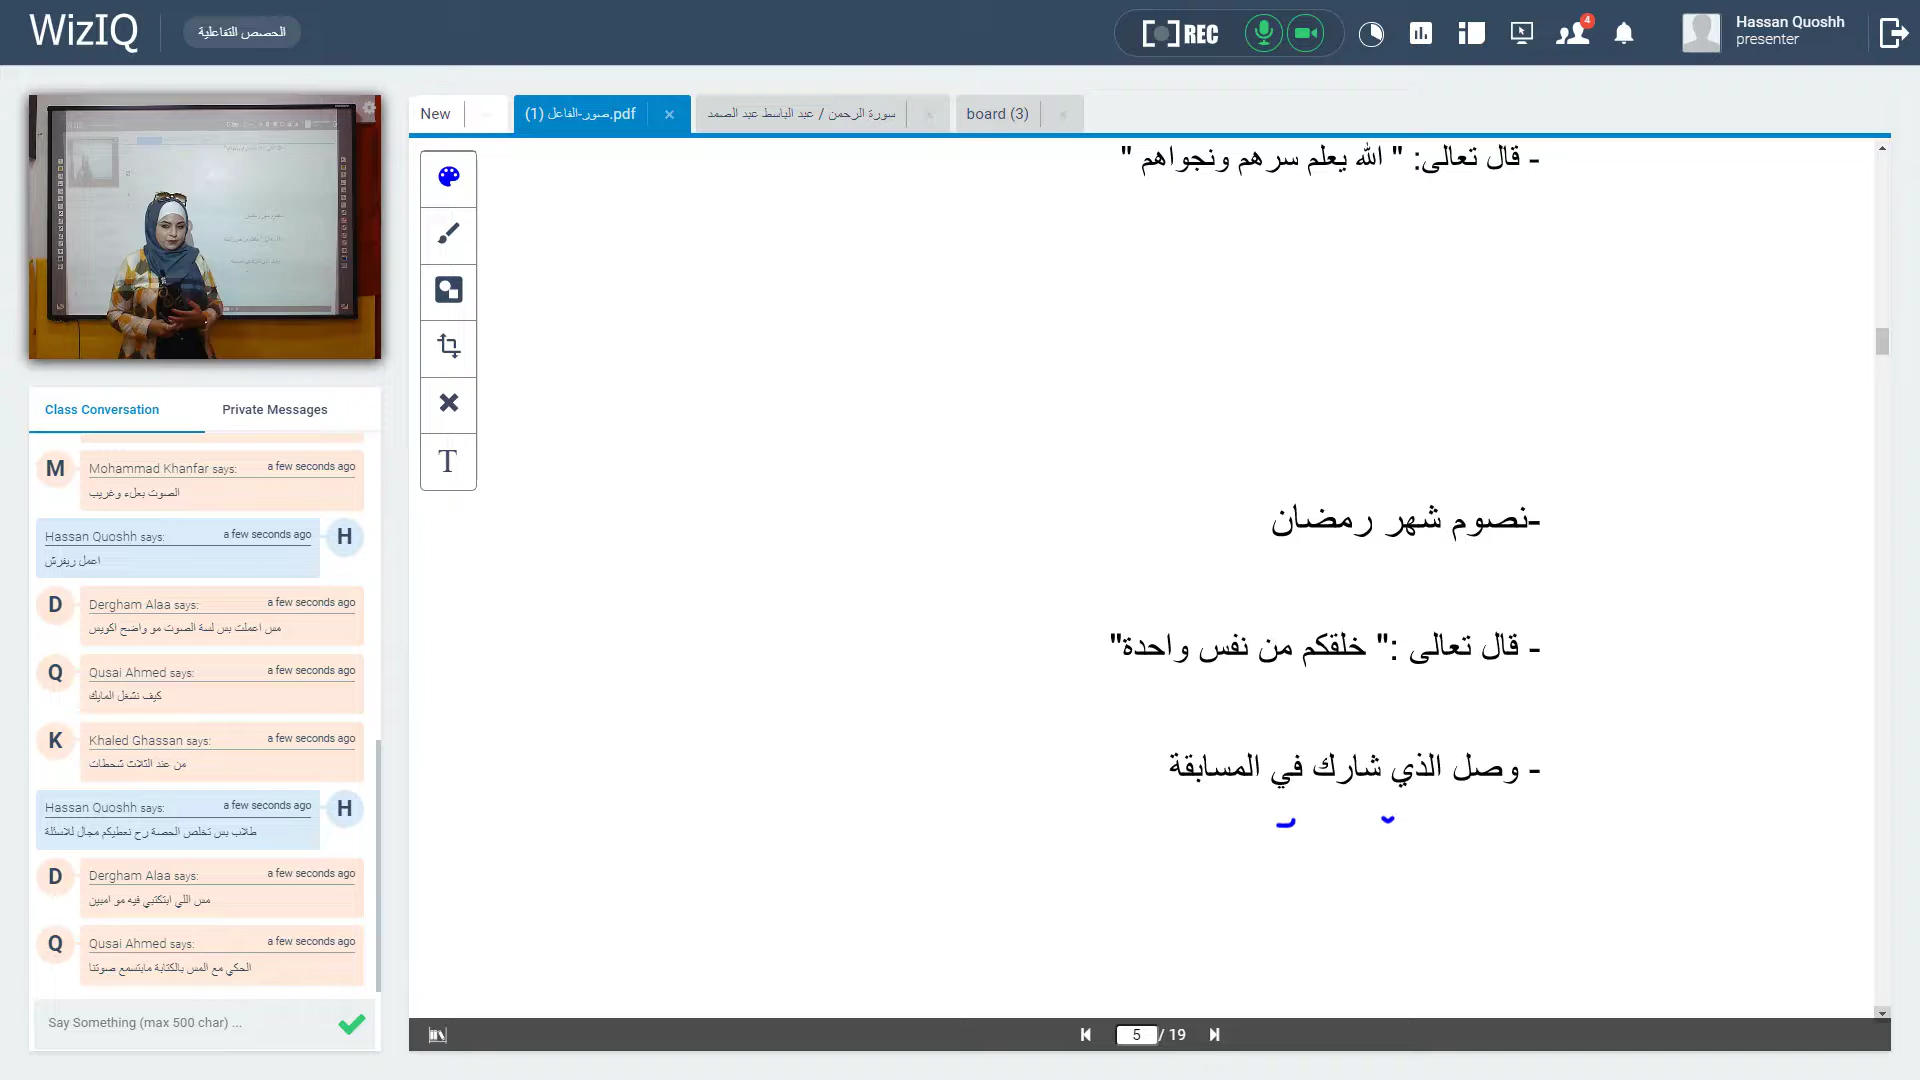 WizIQ
الحصص التفاعلية
REC
4
Hassan Quoshh
presenter
New
صور-الفاعل (1).pdf
سورة الرحمن / عبد الباسط عبد الصمد
board (3)
- قال تعالى: " الله يعلم سرهم ونجواهم "
-نصوم شهر رمضان
- قال تعالى :" خلقكم من نفس واحدة"
- وصل الذي شارك في المسابقة
T
Class Conversation
Private Messages
M
Mohammad Khanfar says:
a few seconds ago
الصوت بعلء وغريب
Hassan Quoshh says:
a few seconds ago
H
اعمل ريفرش
D
Dergham Alaa says:
a few seconds ago
مس اعملت بس لسة الصوت مو واضح اكويس
Q
Qusai Ahmed says:
a few seconds ago
كيف نشغل المايك
K
Khaled Ghassan says:
a few seconds ago
من عند الثلاث شحطات
Hassan Quoshh says:
a few seconds ago
H
طلاب بس تخلص الحصة رح نعطيكم مجال للاسئلة
D
Dergham Alaa says:
a few seconds ago
مس اللي ابتكتبي فيه مو امبين
Q
Qusai Ahmed says:
a few seconds ago
الحكي مع المس بالكتابة مابتسمع صوتنا
Say Something (max 500 char) ...
5 / 19